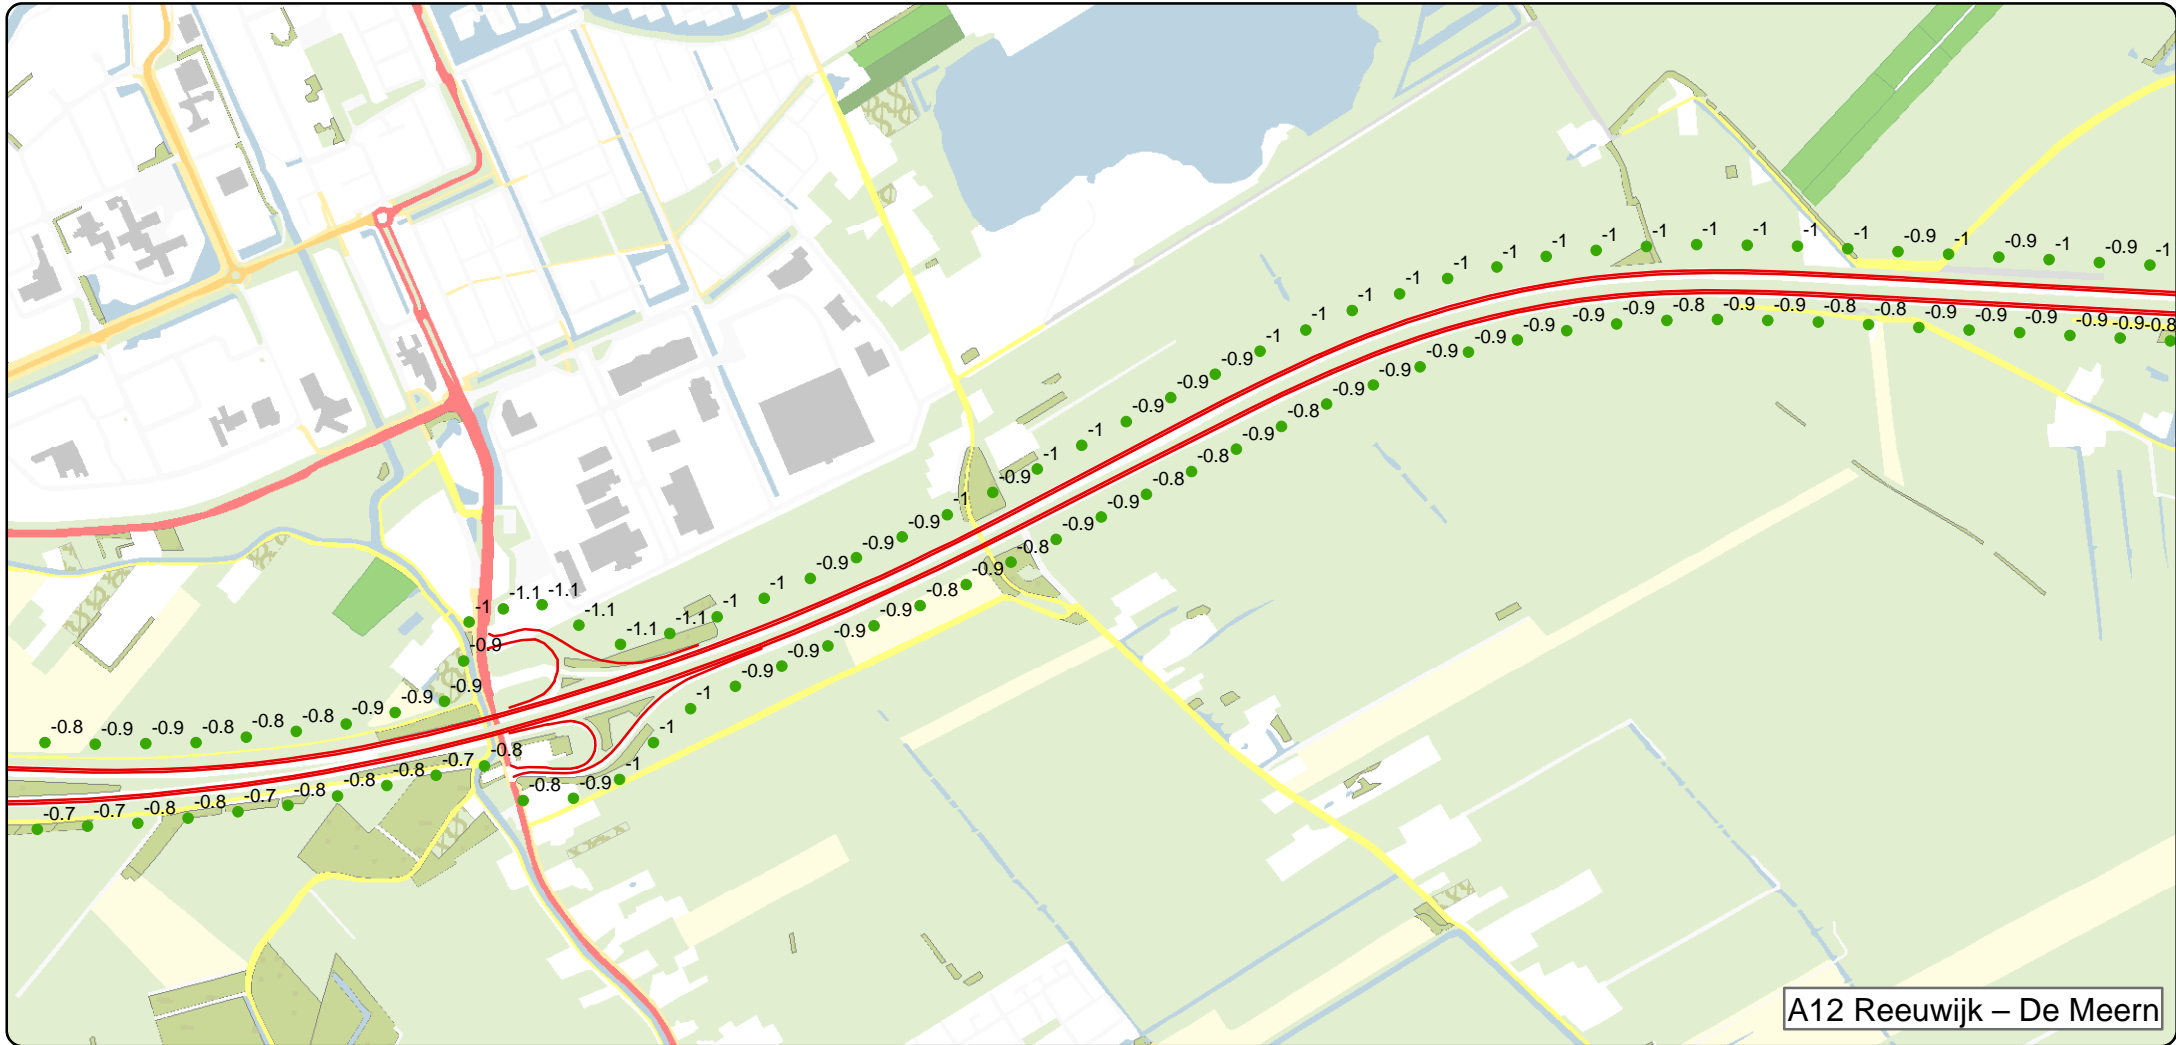 -1 -1 -1 -1 -1 -0.9 -1 -0.9 -1 -0.9 -1
-1 -1 -1 -1 -1 -1 -1 -1
-0.9 -0.9 -0.8 -0.9 -0.9 -0.8 -0.8 -0.9 -0.9 -0.9 -0.9 -0.9 -0.8
-0.9 -0.9 -0.9 -0.9 -0.9
-0.9 -0.9 -0.8 -0.9 -0.8 -0.9
-1 -1 -0.9 -1 -0.9 -0.9
-0.8 -0.9 -0.9 -0.8 -0.9
-1 -1.1 -1.1 -1.1 -1.1 -1.1 -1 -1 -0.9
-0.8 -0.9 -0.9 -0.9 -0.9 -1 -1
-0.9 -0.9
-0.8 -0.9 -0.9 -0.8 -0.8 -0.8 -0.9 -0.9
-0.7 -0.7 -0.8 -0.8 -0.7 -0.8 -0.8 -0.8 -0.7 -0.8
-0.8 -0.9 -1
A12 Reeuwijk – De Meern